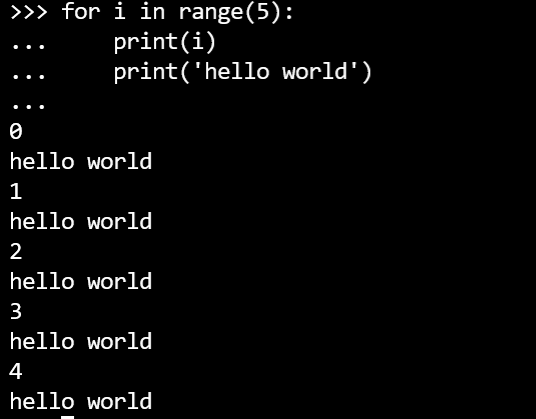 >>> for i in range(5):
...     print(i)
...     print('hello world')
...
0
hello world
1
hello world
2
hello world
3
hello world
4
hello world